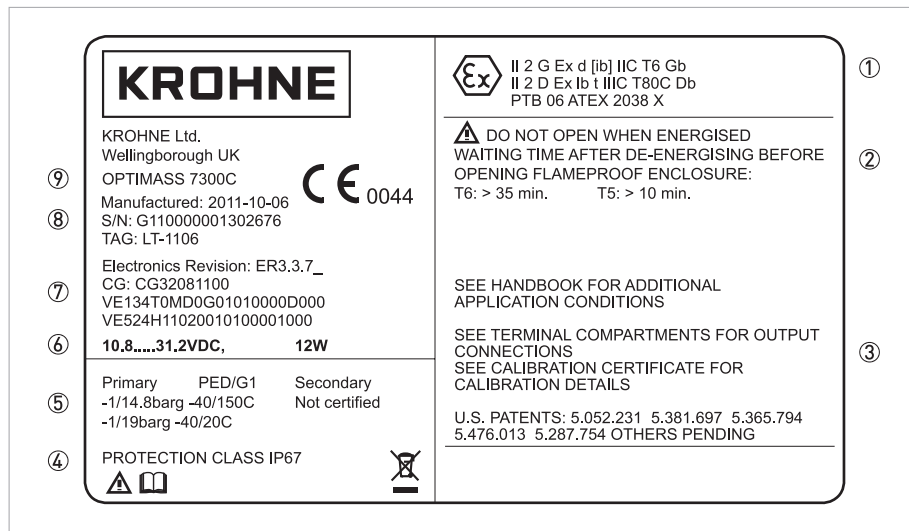 KROHNE
KROHNE Ltd.
Wellingborough UK
⑨ OPTIMASS 7300C
CE 0044
Manufactured: 2011-10-06
⑧ S/N: G110000001302676
TAG: LT-1106
Electronics Revision: ER3.3.7_
⑦ CG: CG32081100
VE134T0MD0G01010000D000
VE524H11020010100001000
⑥ 10.8.....31.2VDC, 12W
Primary PED/G1 Secondary
⑤ -1/14.8barg -40/150C Not certified
-1/19barg -40/20C
④ PROTECTION CLASS IP67
Ex
II 2 G Ex d [ib] IIC T6 Gb ①
II 2 D Ex Ib t IIIC T80C Db
PTB 06 ATEX 2038 X
DO NOT OPEN WHEN ENERGISED
WAITING TIME AFTER DE-ENERGISING BEFORE ②
OPENING FLAMEPROOF ENCLOSURE:
T6: > 35 min. T5: > 10 min.
SEE HANDBOOK FOR ADDITIONAL
APPLICATION CONDITIONS
SEE TERMINAL COMPARTMENTS FOR OUTPUT
CONNECTIONS ③
SEE CALIBRATION CERTIFICATE FOR
CALIBRATION DETAILS
U.S. PATENTS: 5.052.231 5.381.697 5.365.794
5.476.013 5.287.754 OTHERS PENDING